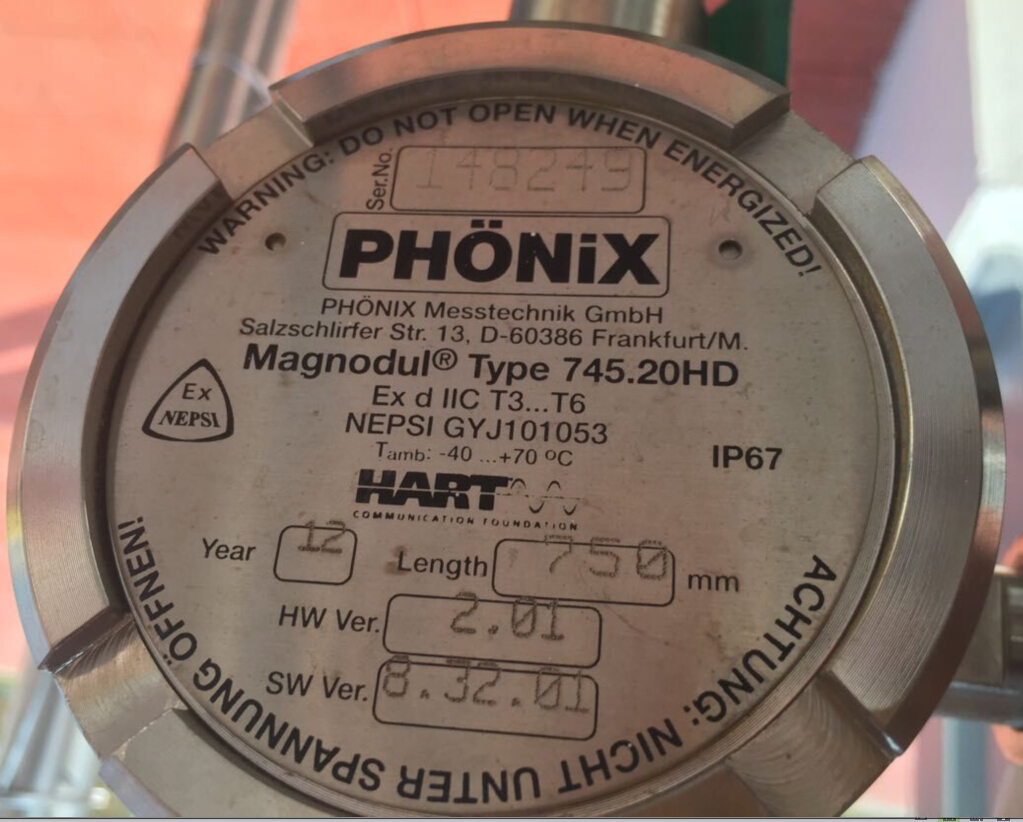 WARNING: DO NOT OPEN WHEN ENERGIZED!
Ser.No. 148249
PHÖNiX
PHÖNIX Messtechnik GmbH
Salzschlirfer Str. 13, D-60386 Frankfurt/M.
Magnodul® Type 745.20HD
Ex NEPSI
Ex d IIC T3...T6
NEPSI GYJ101053
Tamb: -40 ...+70 ºC
IP67
HART
COMMUNICATION FOUNDATION
Year 12 Length 750 mm
HW Ver. 2.01
SW Ver. 8.32.01
ACHTUNG: NICHT UNTER SPANNUNG ÖFFNEN!